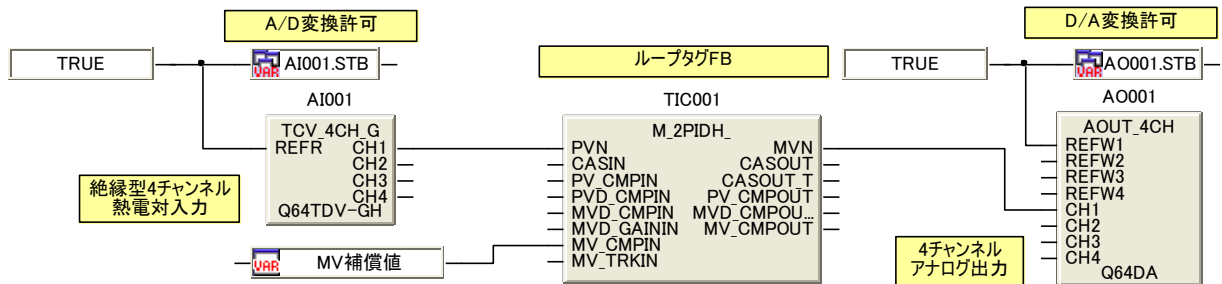 A/D変換許可
D/A変換許可
TRUE
VAR AI001.STB
ループタグFB
TRUE
VAR AO001.STB
AI001
TIC001
AO001
TCV_4CH_G
REFR CH1
CH2
CH3
CH4
Q64TDV-GH
絶縁型4チャンネル
熱電対入力
VAR MV補償値
M_2PIDH_
PVN MVN
CASIN CASOUT
PV_CMPIN CASOUT_T
PVD_CMPIN PV_CMPOUT
MVD_CMPIN MVD_CMPOU...
MVD_GAININ MV_CMPOUT
MV_CMPIN
MV_TRKIN
AOUT_4CH
REFW1
REFW2
REFW3
REFW4
CH1
CH2
CH3
CH4
Q64DA
4チャンネル
アナログ出力